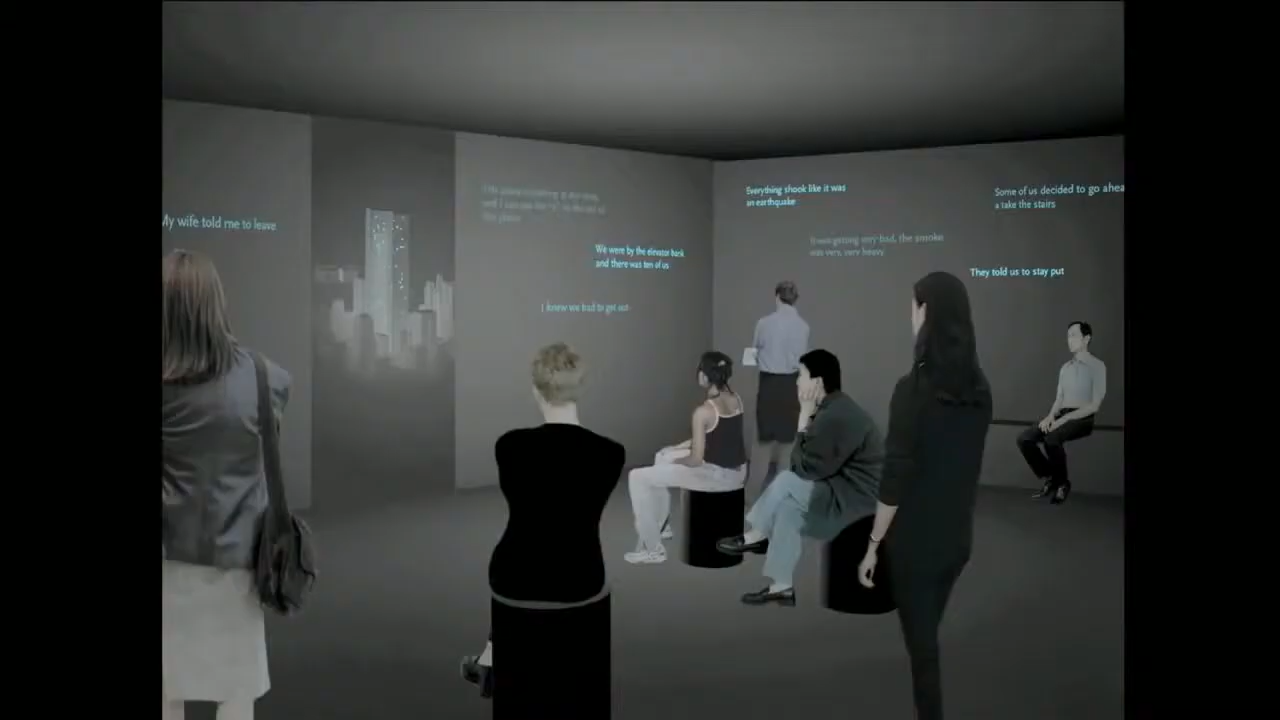 My wife told me to leave
We were by the elevator bank
and there was ten of us
I knew we had to get out
Everything shook like it was
an earthquake
It was getting very bad, the smoke
was very, very heavy
Some of us decided to go ahea
a take the stairs
They told us to stay put